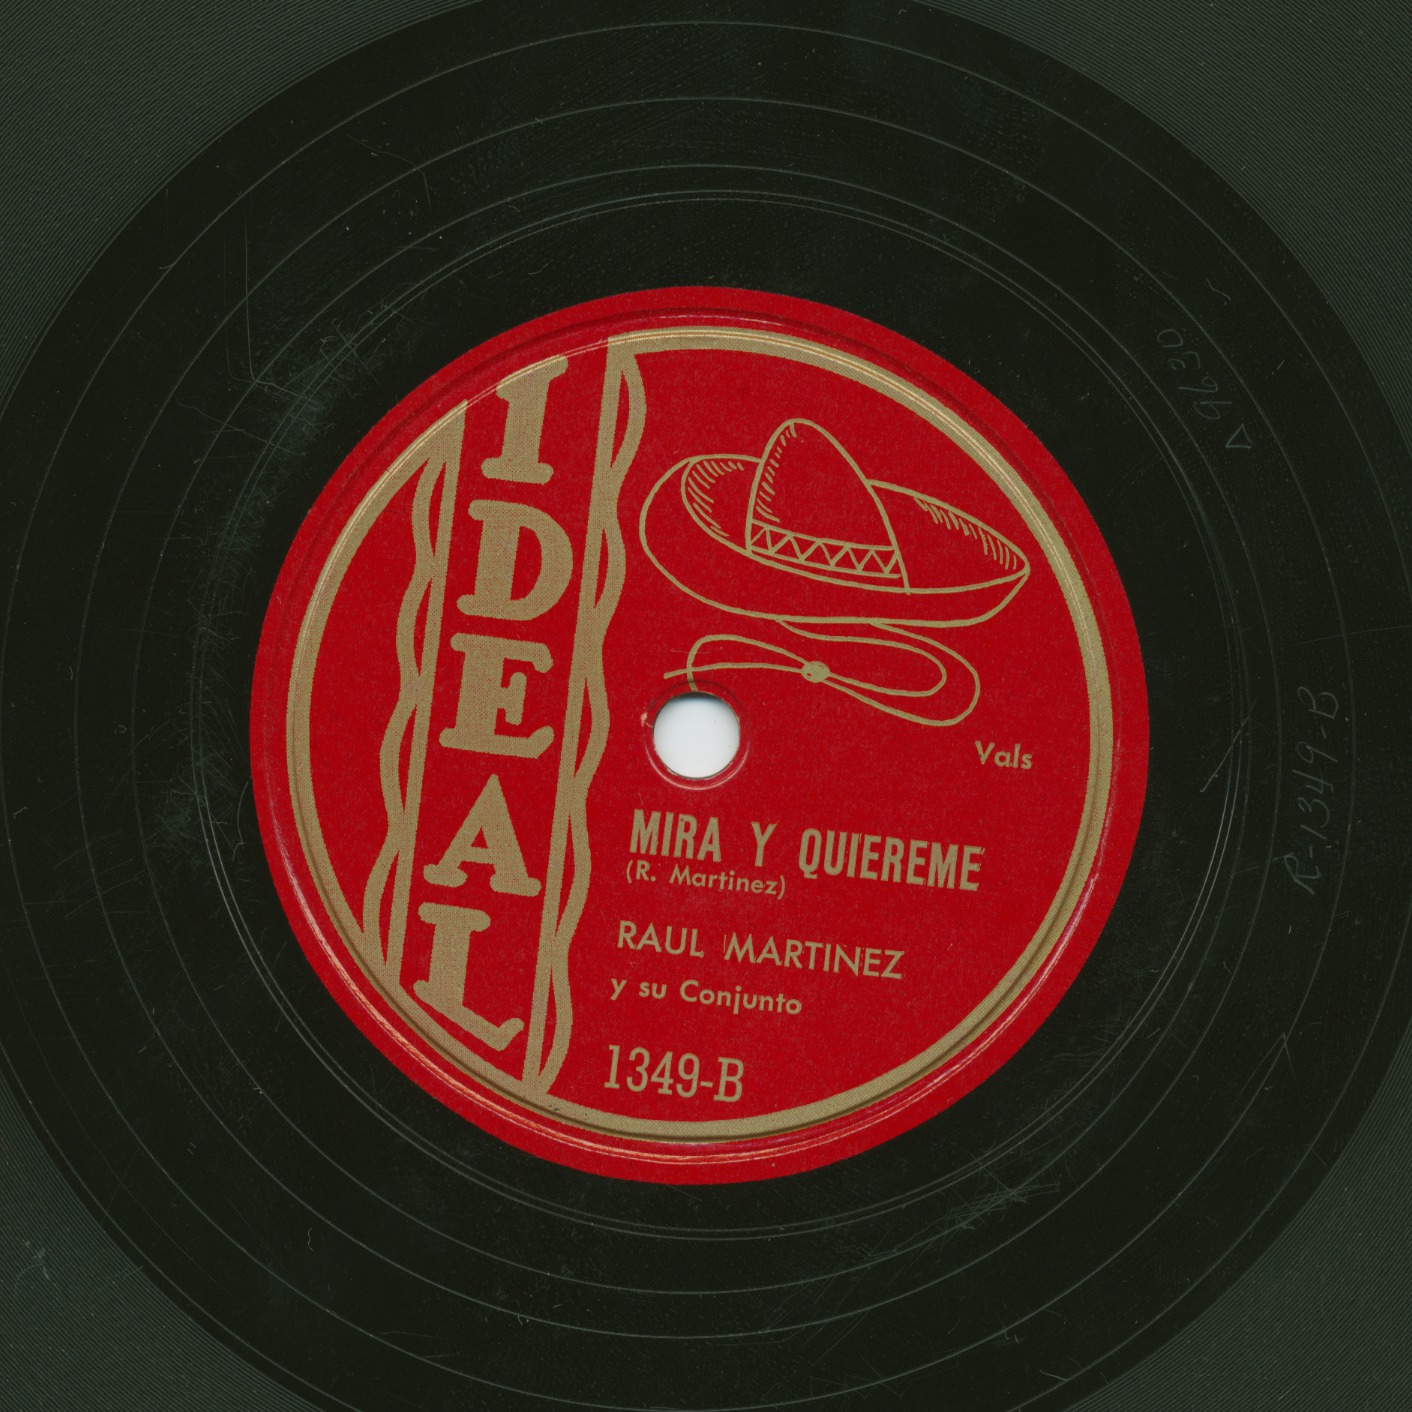 IDEAL
Vals
MIRA Y QUIEREME
(R. Martinez)
RAUL MARTINEZ
y su Conjunto
1349-B
R-1349-B
Δ 9630